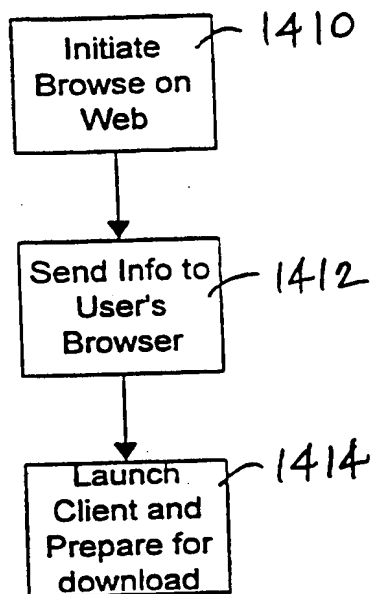 Initiate
Browse on
Web
1410
Send Info to
User's
Browser
1412
Launch
Client and
Prepare for
download
1414